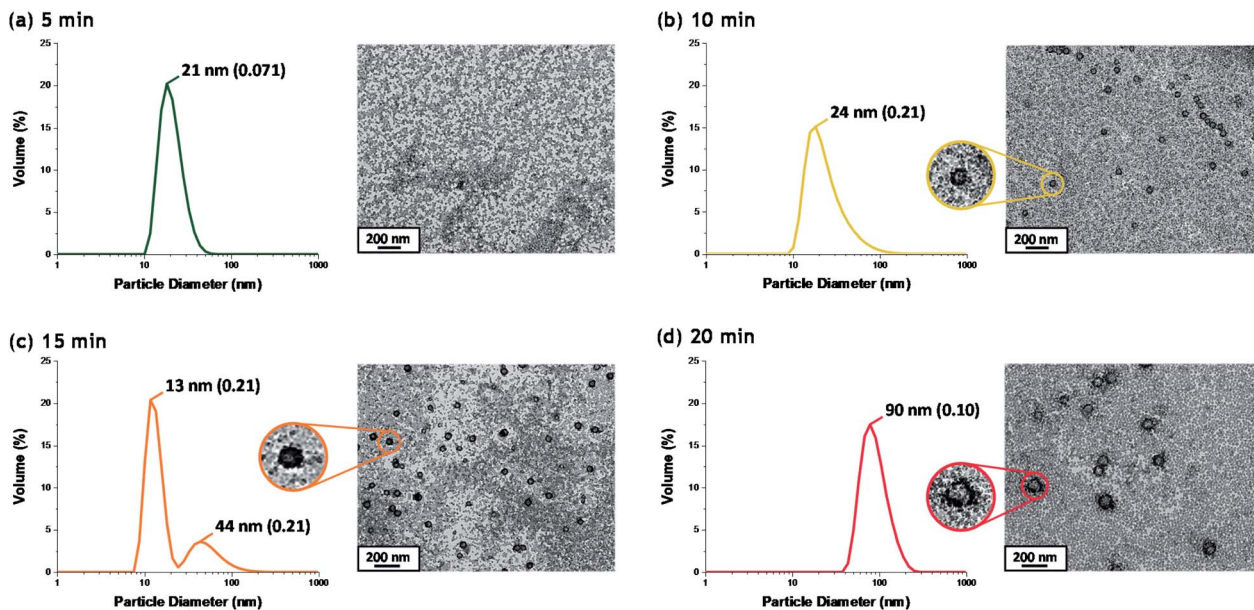 (a) 5 min
25
20
15
10
5
0
Volume (%)
21 nm (0.071)
1 10 100 1000
Particle Diameter (nm)
200 nm
(b) 10 min
25
20
15
10
5
0
Volume (%)
24 nm (0.21)
1 10 100 1000
Particle Diameter (nm)
200 nm
(c) 15 min
25
20
15
10
5
0
Volume (%)
13 nm (0.21)
44 nm (0.21)
1 10 100 1000
Particle Diameter (nm)
200 nm
(d) 20 min
25
20
15
10
5
0
Volume (%)
90 nm (0.10)
1 10 100 1000
Particle Diameter (nm)
200 nm